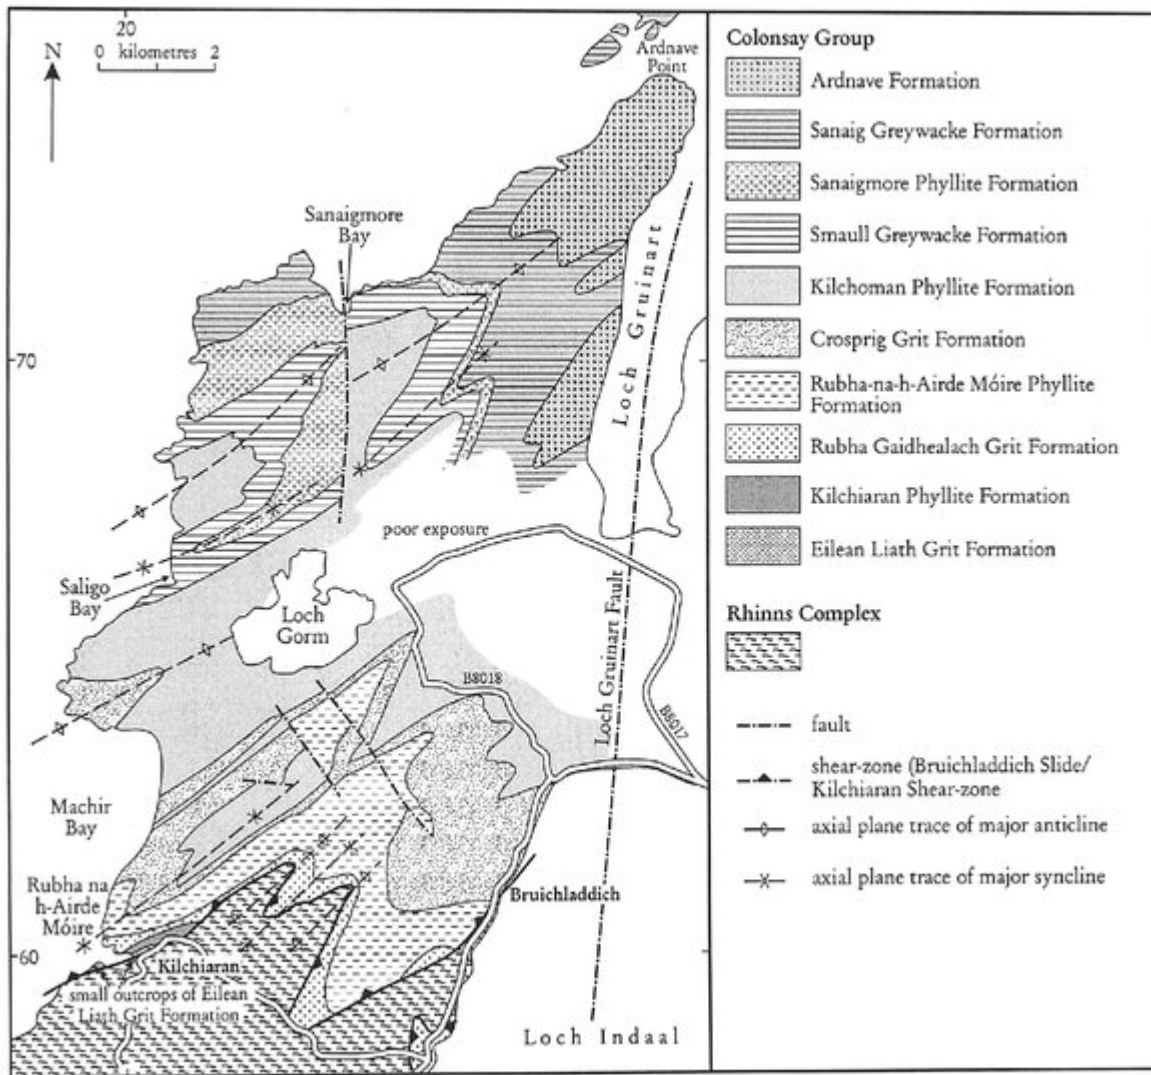 20
N
0 kilometres 2
Ardnave
Point
Sanaigmore
Bay
Loch Gruinart
70
poor exposure
Saligo
Bay
Loch
Gorm
B8018
Loch Gruinart Fault
B8017
Machir
Bay
Rubha na
h-Airde
Móire
Bruichladdich
60
Kilchiaran
small outcrops of Eilean
Liath Grit Formation
Loch Indaal
Colonsay Group
Ardnave Formation
Sanaig Greywacke Formation
Sanaigmore Phyllite Formation
Smaull Greywacke Formation
Kilchoman Phyllite Formation
Crosprig Grit Formation
Rubha-na-h-Airde Móire Phyllite
Formation
Rubha Gaidhealach Grit Formation
Kilchiaran Phyllite Formation
Eilean Liath Grit Formation
Rhinns Complex
fault
shear-zone (Bruichladdich Slide/
Kilchiaran Shear-zone
axial plane trace of major anticline
axial plane trace of major syncline